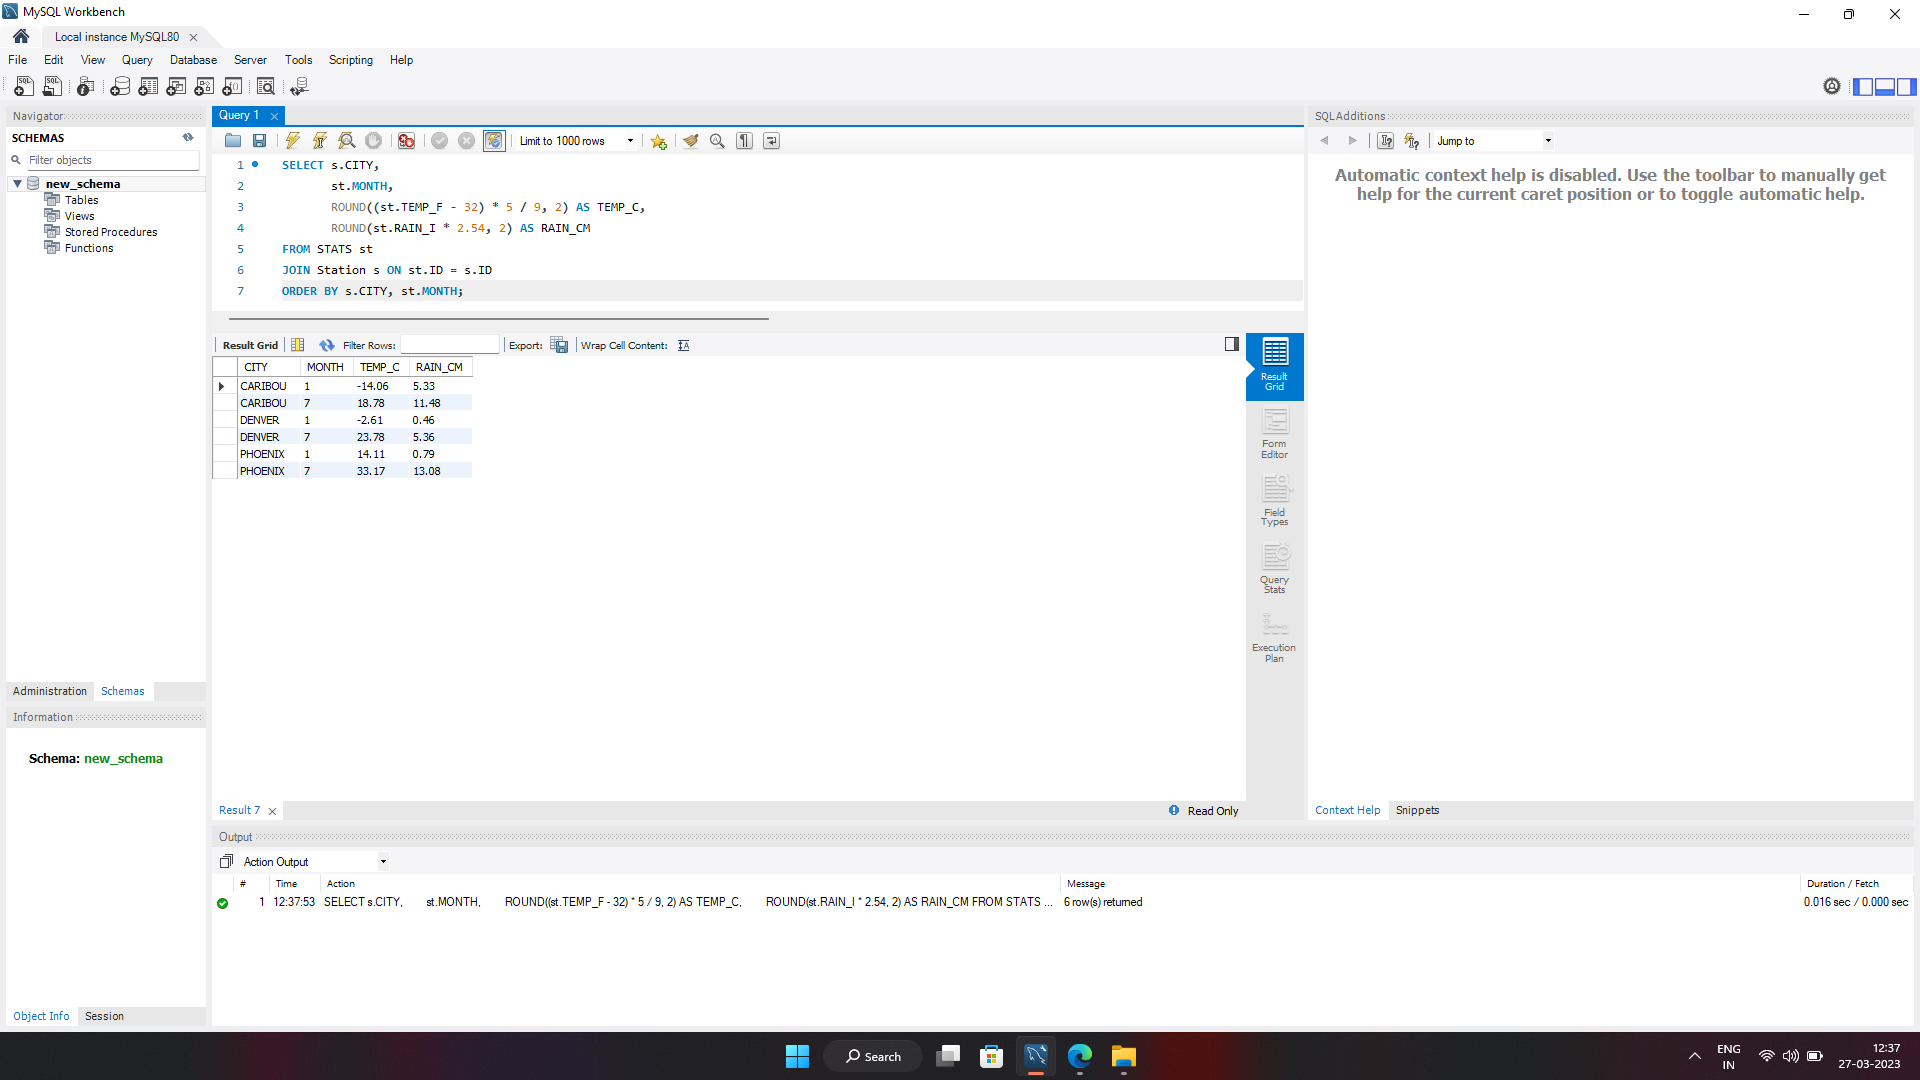 MySQL Workbench
Local instance MySQL80
File Edit View Query Database Server Tools Scripting Help
Navigator
SCHEMAS
Filter objects
new_schema
Tables
Views
Stored Procedures
Functions
Administration Schemas
Information
Schema: new_schema
Object Info Session
Query 1
Limit to 1000 rows
1 SELECT s.CITY,
2 st.MONTH,
3 ROUND((st.TEMP_F - 32) * 5 / 9, 2) AS TEMP_C,
4 ROUND(st.RAIN_I * 2.54, 2) AS RAIN_CM
5 FROM STATS st
6 JOIN Station s ON st.ID = s.ID
7 ORDER BY s.CITY, st.MONTH;
Result Grid Filter Rows: Export: Wrap Cell Content:
CITY MONTH TEMP_C RAIN_CM
CARIBOU 1 -14.06 5.33
CARIBOU 7 18.78 11.48
DENVER 1 -2.61 0.46
DENVER 7 23.78 5.36
PHOENIX 1 14.11 0.79
PHOENIX 7 33.17 13.08
Result
Grid
Form
Editor
Field
Types
Query
Stats
Execution
Plan
Result 7
Read Only
SQLAdditions
Jump to
Automatic context help is disabled. Use the toolbar to manually get
help for the current caret position or to toggle automatic help.
Context Help Snippets
Output
Action Output
# Time Action Message Duration / Fetch
1 12:37:53 SELECT s.CITY, st.MONTH, ROUND((st.TEMP_F - 32) * 5 / 9, 2) AS TEMP_C, ROUND(st.RAIN_I * 2.54, 2) AS RAIN_CM FROM STATS ... 6 row(s) returned 0.016 sec / 0.000 sec
Search
ENG
IN
12:37
27-03-2023